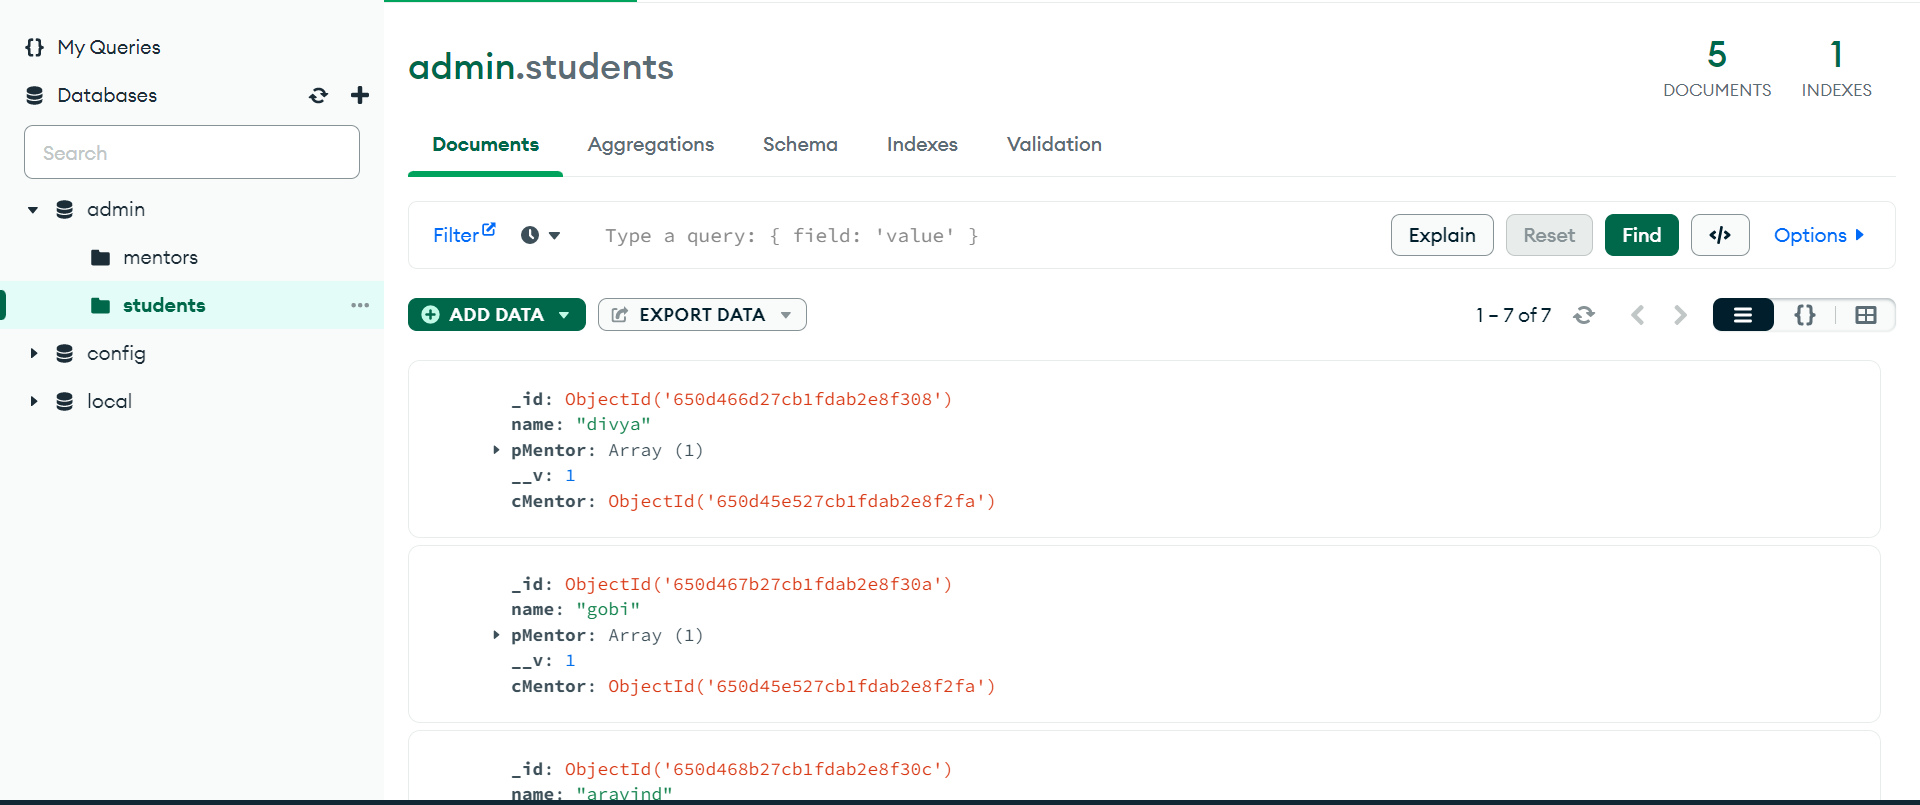 My Queries
Databases
Search
admin
mentors
students
config
local
admin.students
5
DOCUMENTS
1
INDEXES
Documents Aggregations Schema Indexes Validation
Filter Type a query: { field: 'value' } Explain Reset Find </> Options
ADD DATA EXPORT DATA 1 – 7 of 7 {}
_id: ObjectId('650d466d27cb1fdab2e8f308')
name: "divya"
pMentor: Array (1)
__v: 1
cMentor: ObjectId('650d45e527cb1fdab2e8f2fa')
_id: ObjectId('650d467b27cb1fdab2e8f30a')
name: "gobi"
pMentor: Array (1)
__v: 1
cMentor: ObjectId('650d45e527cb1fdab2e8f2fa')
_id: ObjectId('650d468b27cb1fdab2e8f30c')
name: "aravind"